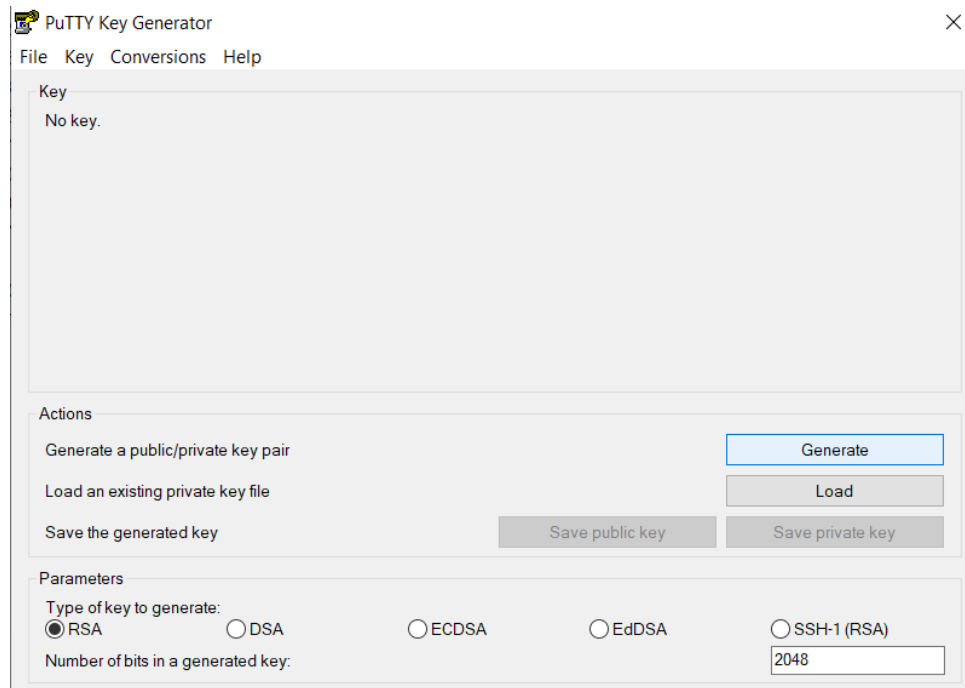 PuTTY Key Generator
File Key Conversions Help
Key
No key.
Actions
Generate a public/private key pair
Generate
Load an existing private key file
Load
Save the generated key
Save public key
Save private key
Parameters
Type of key to generate:
RSA DSA ECDSA EdDSA SSH-1 (RSA)
Number of bits in a generated key:
2048